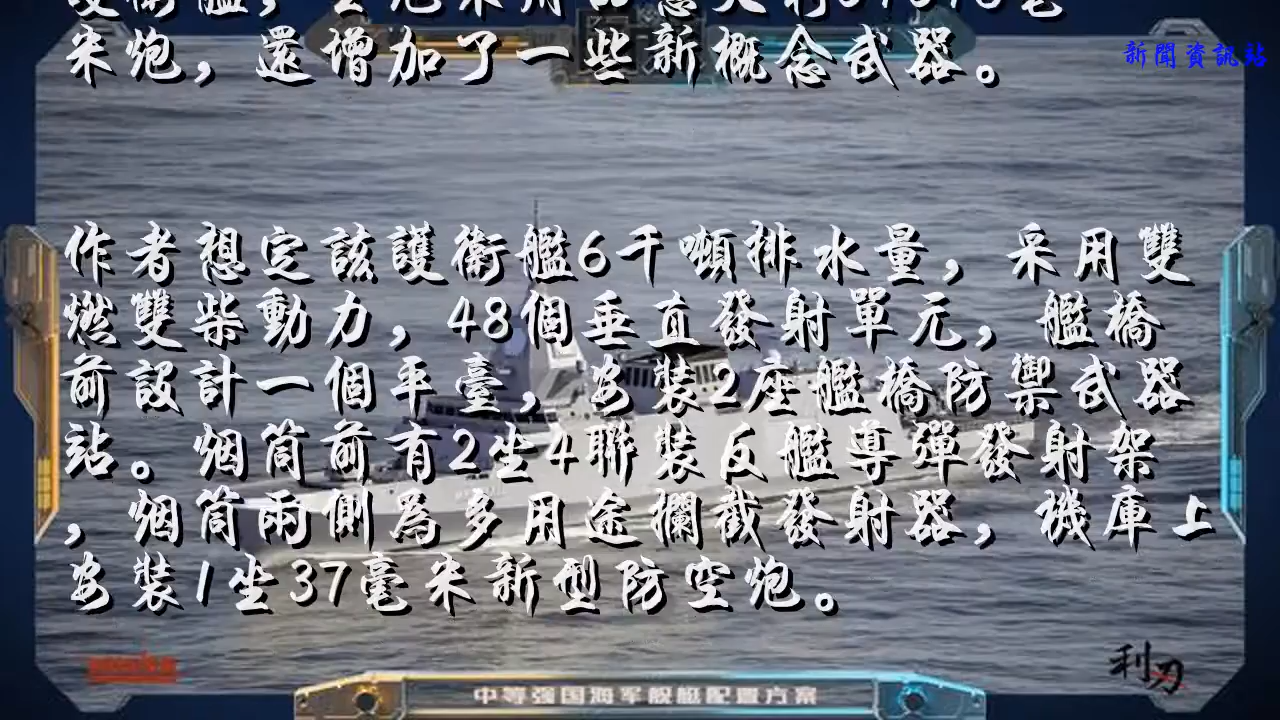 米炮，還增加了一些新概念武器。
新聞資訊站
作者想定該護衛艦6千噸排水量，采用雙
燃雙柴動力，48個垂直發射單元，艦橋
前設計一個平臺，安裝2座艦橋防禦武器
站。烟筒前有2坐4聯裝反艦導彈發射架
，烟筒兩側為多用途攔截發射器，機庫上
安裝1坐37毫米新型防空炮。
利刃
中等强国海军舰艇配置方案